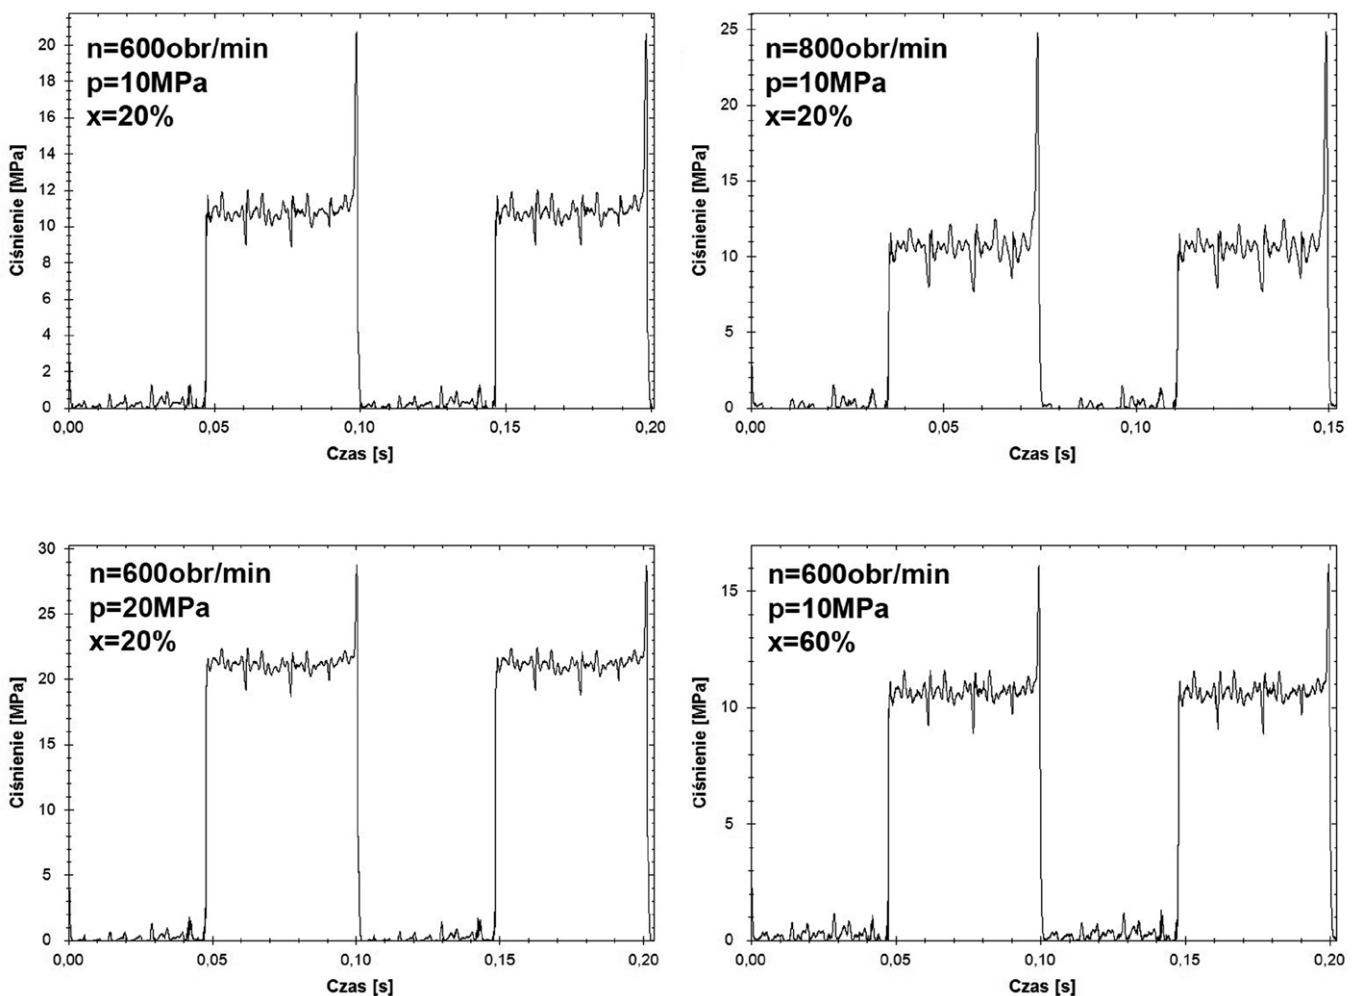 n=600obr/min
p=10MPa
x=20%
Ciśnienie [MPa]
20
18
16
14
12
10
8
6
4
2
0
0,00
0,05
0,10
0,15
0,20
Czas [s]
n=800obr/min
p=10MPa
x=20%
Ciśnienie [MPa]
25
20
15
10
5
0
0,00
0,05
0,10
0,15
Czas [s]
n=600obr/min
p=20MPa
x=20%
Ciśnienie [MPa]
30
25
20
15
10
5
0
0,00
0,05
0,10
0,15
0,20
Czas [s]
n=600obr/min
p=10MPa
x=60%
Ciśnienie [MPa]
15
10
5
0
0,00
0,05
0,10
0,15
0,20
Czas [s]